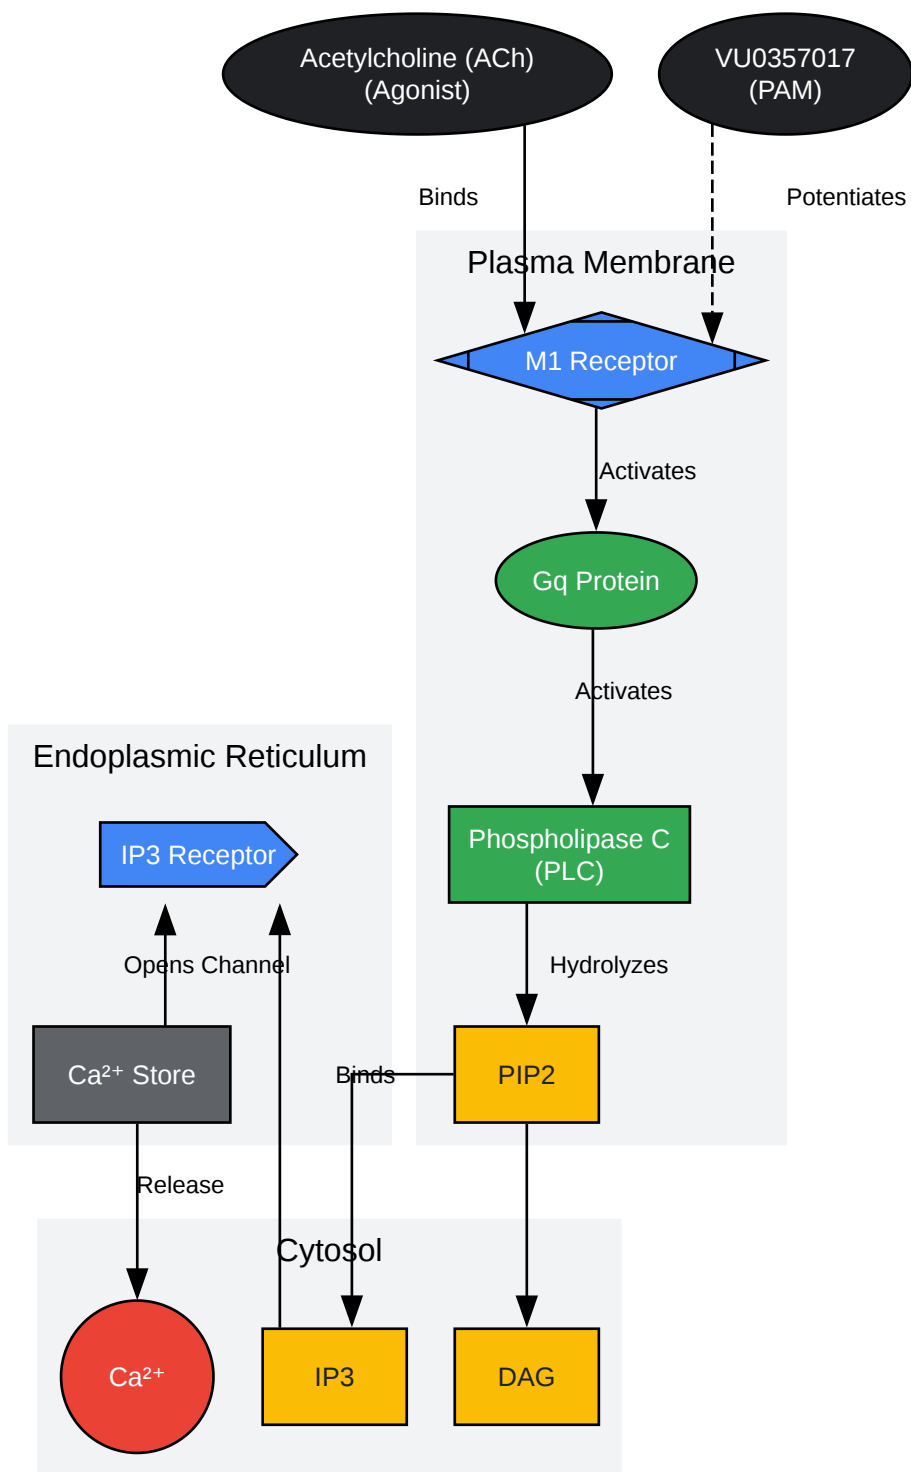 Acetylcholine (ACh)
(Agonist)
VU0357017
(PAM)
Binds
Potentiates
Plasma Membrane
M1 Receptor
Activates
Gq Protein
Activates
Endoplasmic Reticulum
IP3 Receptor
Phospholipase C
(PLC)
Opens Channel
Hydrolyzes
Ca²⁺ Store
Binds
PIP2
Release
Cytosol
Ca²⁺
IP3
DAG